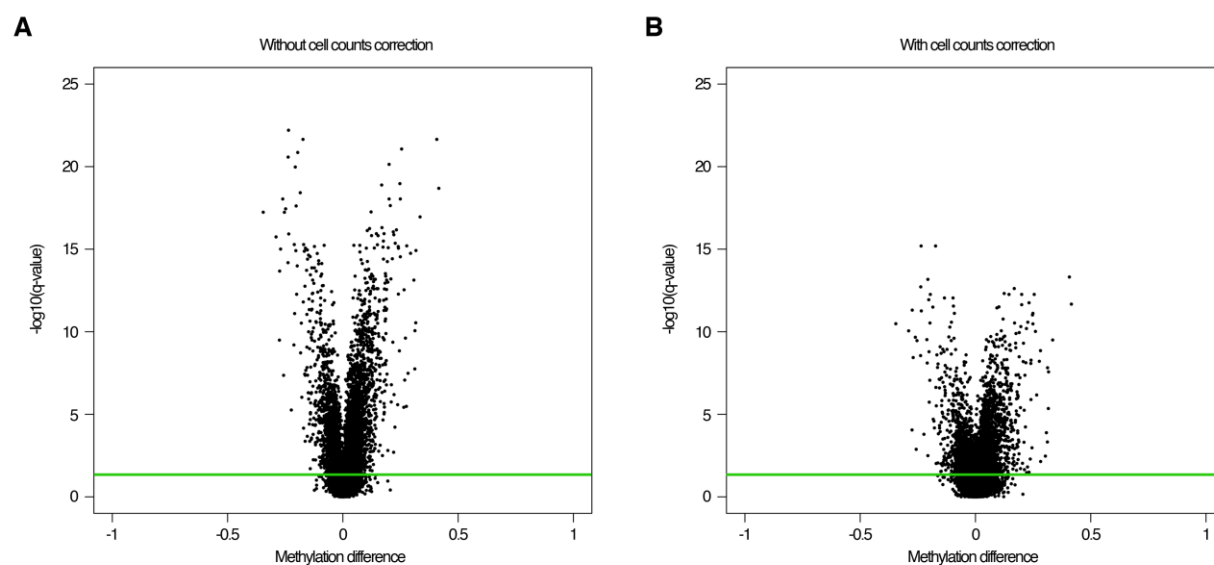 A
Without cell counts correction
25
20
15
10
5
0
-log10(q-value)
-1
-0.5
0
0.5
1
Methylation difference
B
With cell counts correction
25
20
15
10
5
0
-log10(q-value)
-1
-0.5
0
0.5
1
Methylation difference